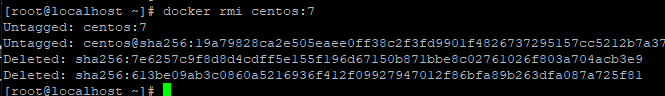 [root@localhost ~]# docker rmi centos:7
Untagged: centos:7
Untagged: centos@sha256:19a79828ca2e505eaee0ff38c2f3fd9901f4826737295157cc5212b7a37
Deleted: sha256:7e6257c9f8d8d4cdff5e155f196d67150b871bbe8c02761026f803a704acb3e9
Deleted: sha256:613be09ab3c0860a5216936f412f09927947012f86bfa89b263dfa087a725f81
[root@localhost ~]#